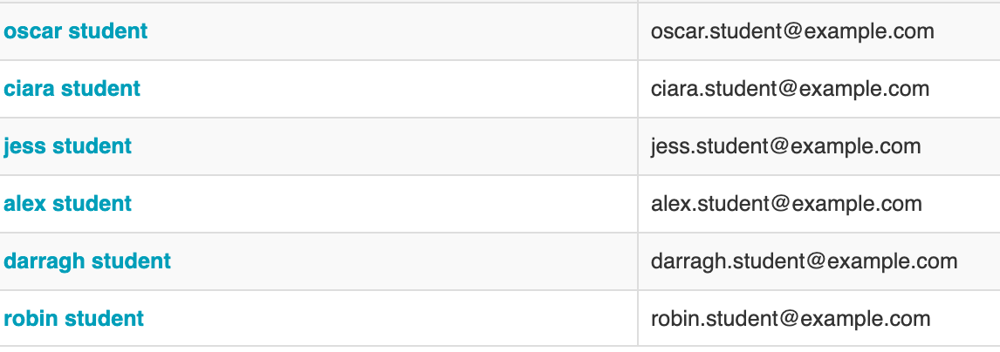 oscar student oscar.student@example.com
ciara student ciara.student@example.com
jess student jess.student@example.com
alex student alex.student@example.com
darragh student darragh.student@example.com
robin student robin.student@example.com